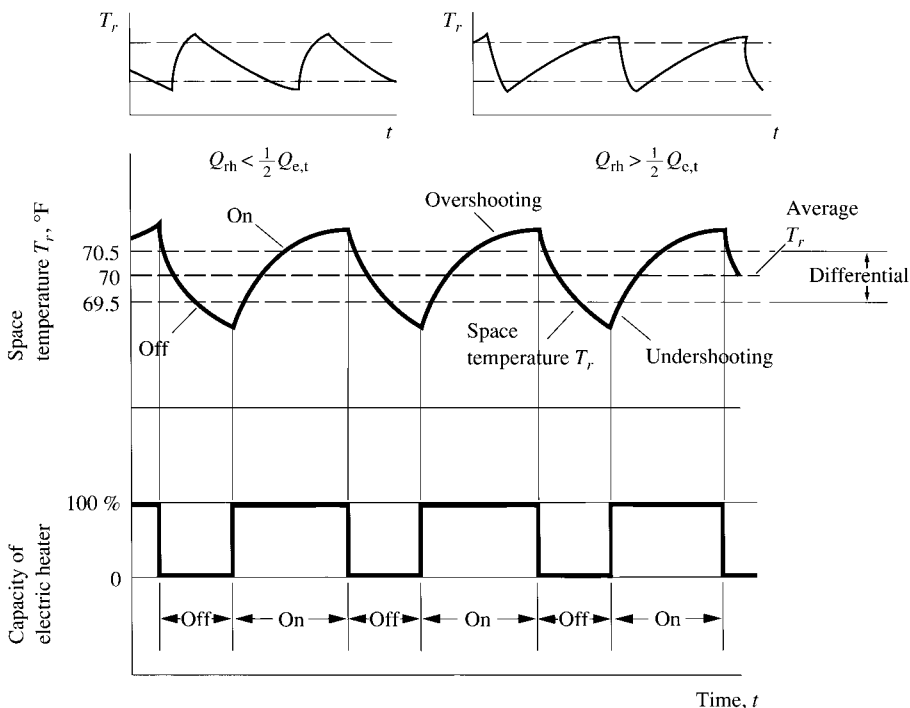 T_r
T_r
t
t
Q_rh < 1/2 Q_e,t
Q_rh > 1/2 Q_c,t
Space
temperature T_r, °F
70.5
70
69.5
On
Off
Overshooting
Space
temperature T_r
Undershooting
Average
T_r
Differential
Capacity of
electric heater
100 %
0
Off
On
Off
On
Off
On
Time, t